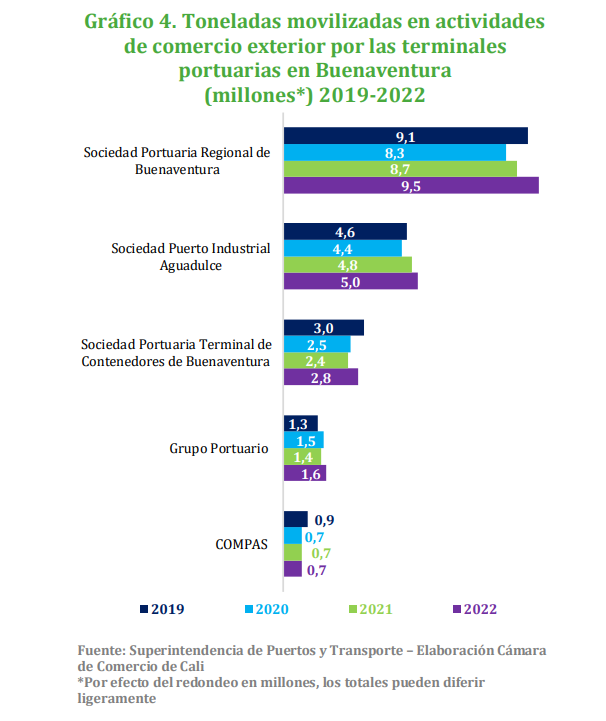 Gráfico 4. Toneladas movilizadas en actividades
de comercio exterior por las terminales
portuarias en Buenaventura
(millones*) 2019-2022
Sociedad Portuaria Regional de
Buenaventura
9,1
8,3
8,7
9,5
Sociedad Puerto Industrial
Aguadulce
4,6
4,4
4,8
5,0
Sociedad Portuaria Terminal de
Contenedores de Buenaventura
3,0
2,5
2,4
2,8
Grupo Portuario
1,3
1,5
1,4
1,6
COMPAS
0,9
0,7
0,7
0,7
2019 2020 2021 2022
Fuente: Superintendencia de Puertos y Transporte – Elaboración Cámara
de Comercio de Cali
*Por efecto del redondeo en millones, los totales pueden diferir
ligeramente